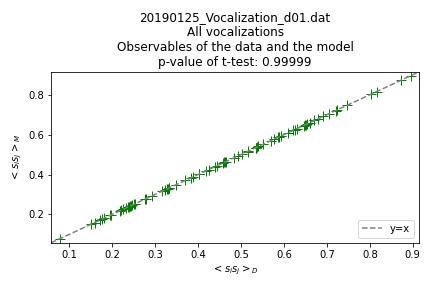 20190125_Vocalization_d01.dat
All vocalizations
Observables of the data and the model
p-value of t-test: 0.99999
< s_i s_j >_M
0.8
0.6
0.4
0.2
y=x
0.1 0.2 0.3 0.4 0.5 0.6 0.7 0.8 0.9
< s_i s_j >_D